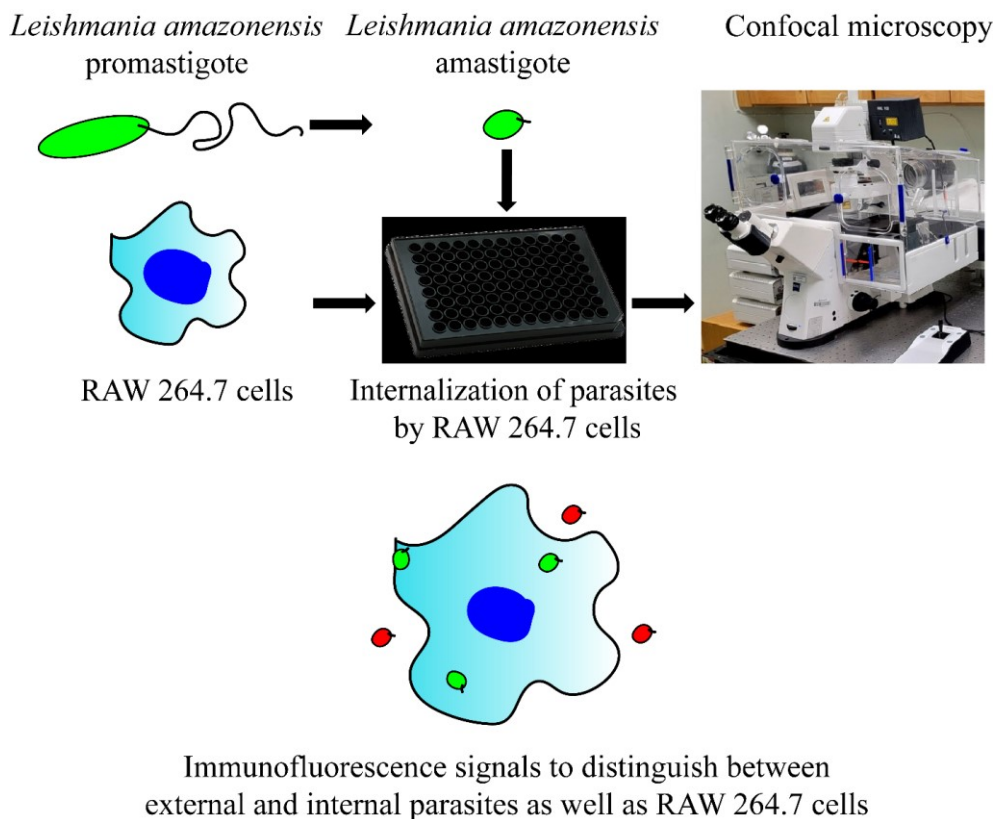 Leishmania amazonensis
promastigote
Leishmania amazonensis
amastigote
Confocal microscopy
RAW 264.7 cells
Internalization of parasites
by RAW 264.7 cells
Immunofluorescence signals to distinguish between
external and internal parasites as well as RAW 264.7 cells